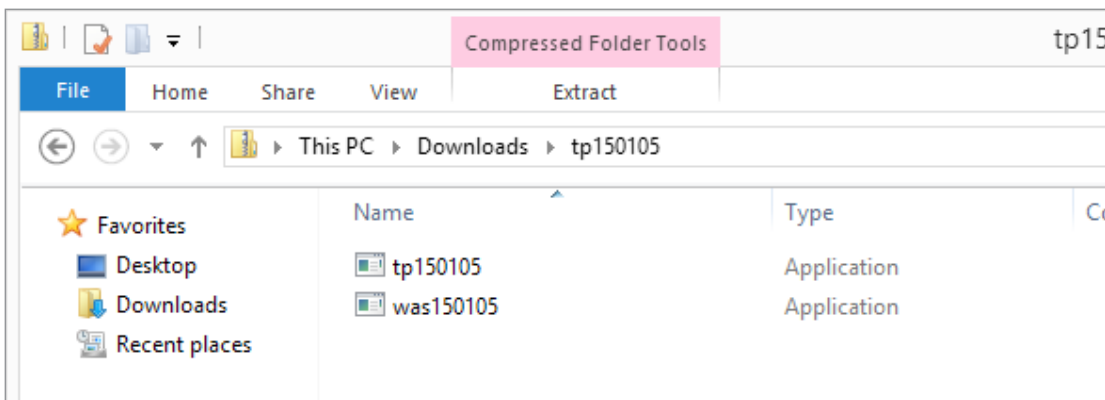 Compressed Folder Tools tp15
File Home Share View Extract
This PC Downloads tp150105
Name Type
Favorites
Desktop tp150105 Application
Downloads was150105 Application
Recent places